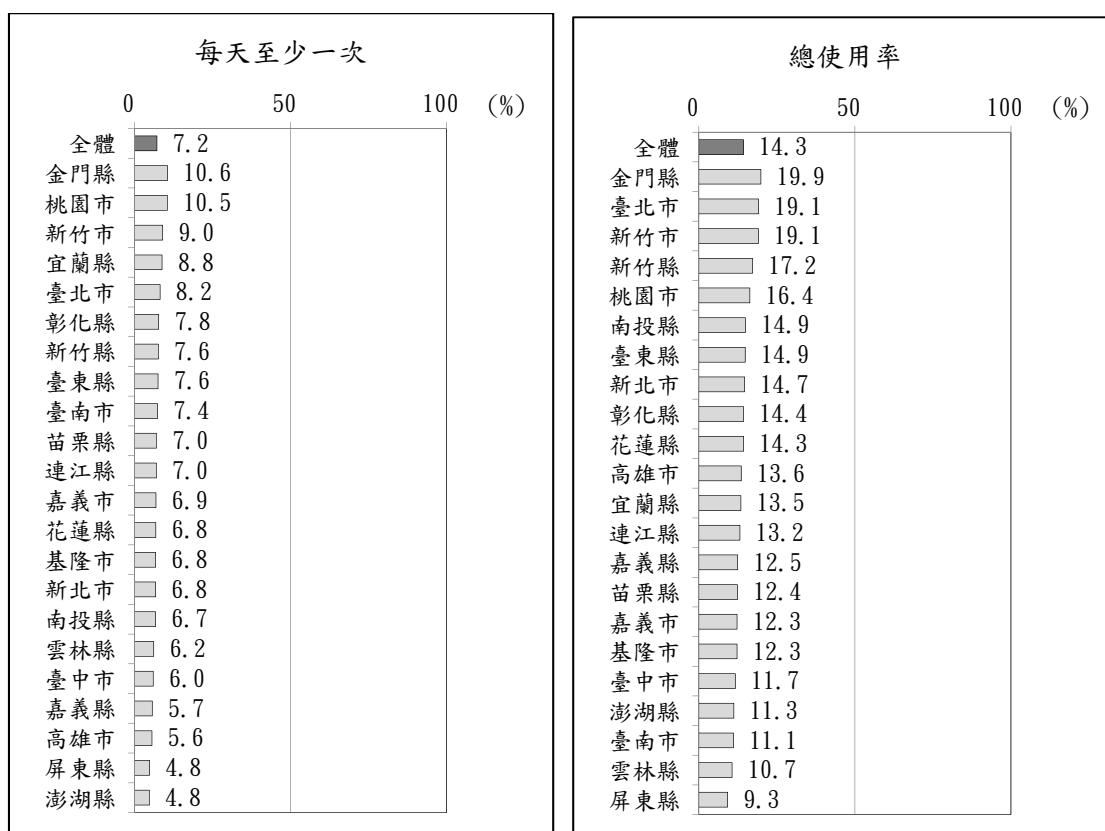 每天至少一次
0 50 100 (%)
全體 7.2
金門縣 10.6
桃園市 10.5
新竹市 9.0
宜蘭縣 8.8
臺北市 8.2
彰化縣 7.8
新竹縣 7.6
臺東縣 7.6
臺南市 7.4
苗栗縣 7.0
連江縣 7.0
嘉義市 6.9
花蓮縣 6.8
基隆市 6.8
新北市 6.8
南投縣 6.7
雲林縣 6.2
臺中市 6.0
嘉義縣 5.7
高雄市 5.6
屏東縣 4.8
澎湖縣 4.8
總使用率
0 50 100 (%)
全體 14.3
金門縣 19.9
臺北市 19.1
新竹市 19.1
新竹縣 17.2
桃園市 16.4
南投縣 14.9
臺東縣 14.9
新北市 14.7
彰化縣 14.4
花蓮縣 14.3
高雄市 13.6
宜蘭縣 13.5
連江縣 13.2
嘉義縣 12.5
苗栗縣 12.4
嘉義市 12.3
基隆市 12.3
臺中市 11.7
澎湖縣 11.3
臺南市 11.1
雲林縣 10.7
屏東縣 9.3